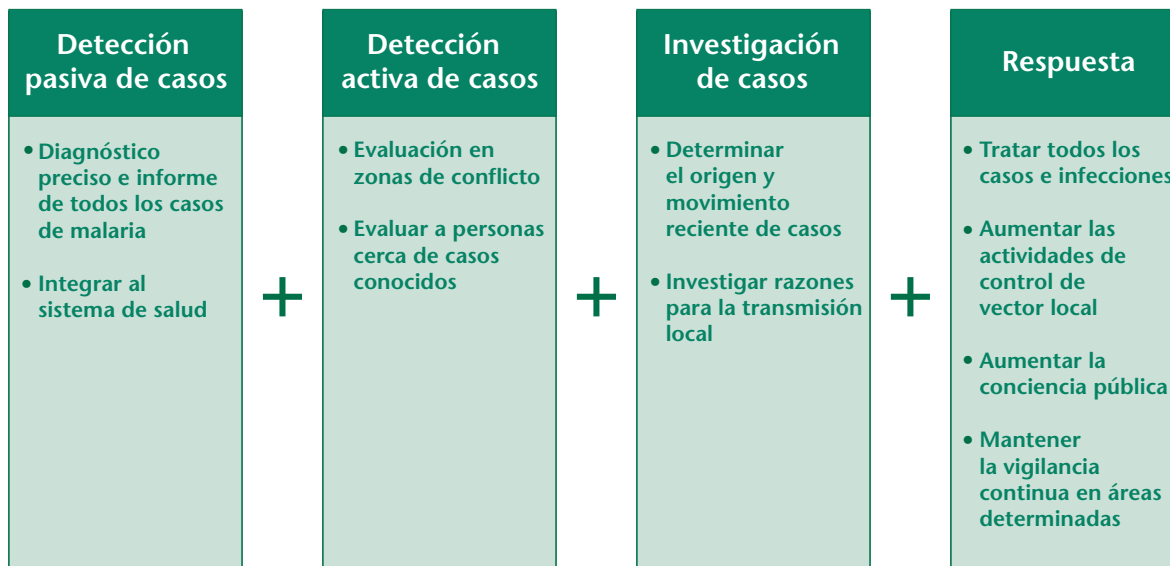 Detección
pasiva de casos
• Diagnóstico
preciso e informe
de todos los casos
de malaria
• Integrar al
sistema de salud
+
Detección
activa de casos
• Evaluación en
zonas de conflicto
• Evaluar a personas
cerca de casos
conocidos
+
Investigación
de casos
• Determinar
el origen y
movimiento
reciente de casos
• Investigar razones
para la transmisión
local
+
Respuesta
• Tratar todos los
casos e infecciones
• Aumentar las
actividades de
control de
vector local
• Aumentar la
conciencia pública
• Mantener
la vigilancia
continua en áreas
determinadas